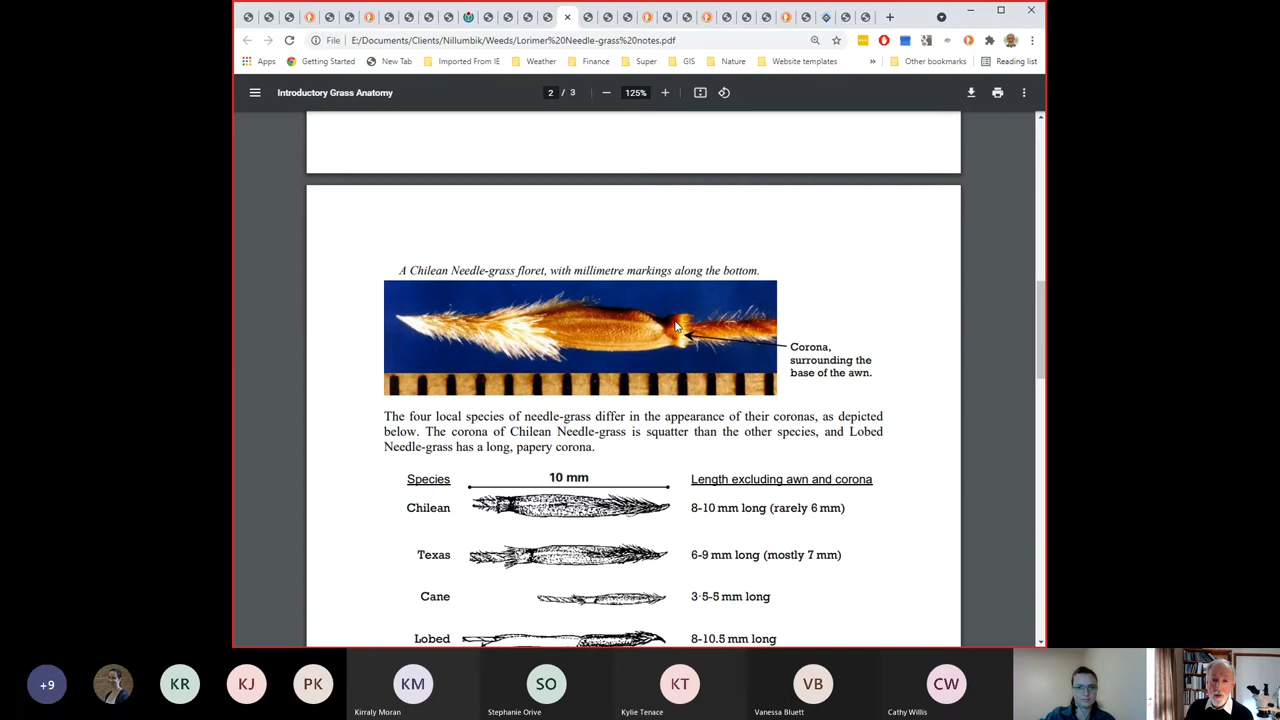 File
E:/Documents/Clients/Nillumbik/Weeds/Lorimer%20Needle-grass%20notes.pdf
Apps
Getting Started
New Tab
Imported From IE
Weather
Finance
Super
GIS
Nature
Website templates
»
Other bookmarks
Reading list
Introductory Grass Anatomy
2 / 3
125%
A Chilean Needle-grass floret, with millimetre markings along the bottom.
Corona,
surrounding the
base of the awn.
The four local species of needle-grass differ in the appearance of their coronas, as depicted
below. The corona of Chilean Needle-grass is squatter than the other species, and Lobed
Needle-grass has a long, papery corona.
Species 10 mm Length excluding awn and corona
Chilean 8-10 mm long (rarely 6 mm)
Texas 6-9 mm long (mostly 7 mm)
Cane 3·5-5 mm long
Lobed 8-10.5 mm long
+9
KR
KJ
PK
KM
Kirraly Moran
SO
Stephanie Orive
KT
Kylie Tenace
VB
Vanessa Bluett
CW
Cathy Willis